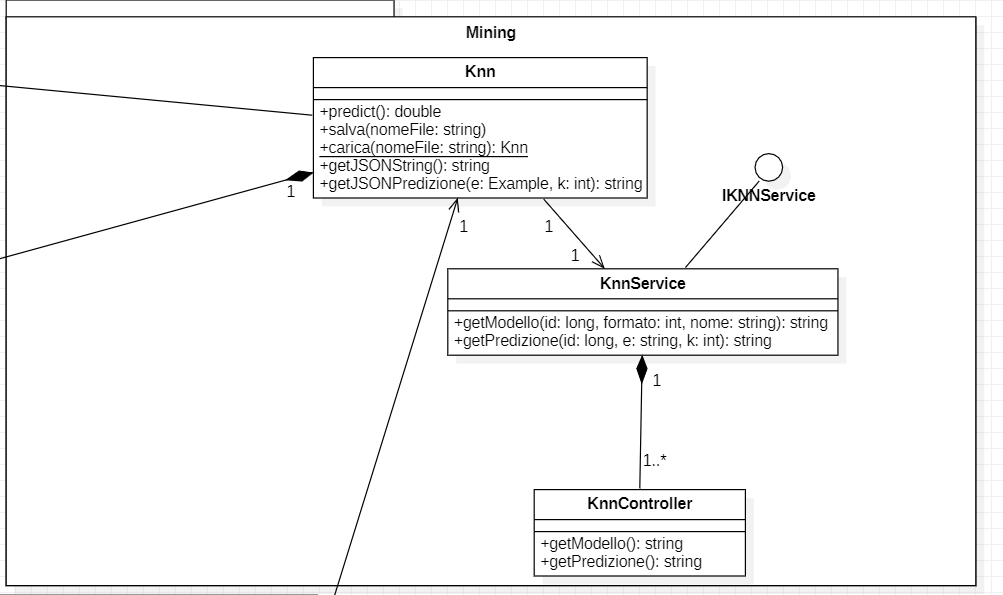 Mining
Knn
+predict(): double
+salva(nomeFile: string)
+carica(nomeFile: string): Knn
+getJSONString(): string
+getJSONPredizione(e: Example, k: int): string
1
1
1
1
IKNNService
KnnService
+getModello(id: long, formato: int, nome: string): string
+getPredizione(id: long, e: string, k: int): string
1
1..*
KnnController
+getModello(): string
+getPredizione(): string